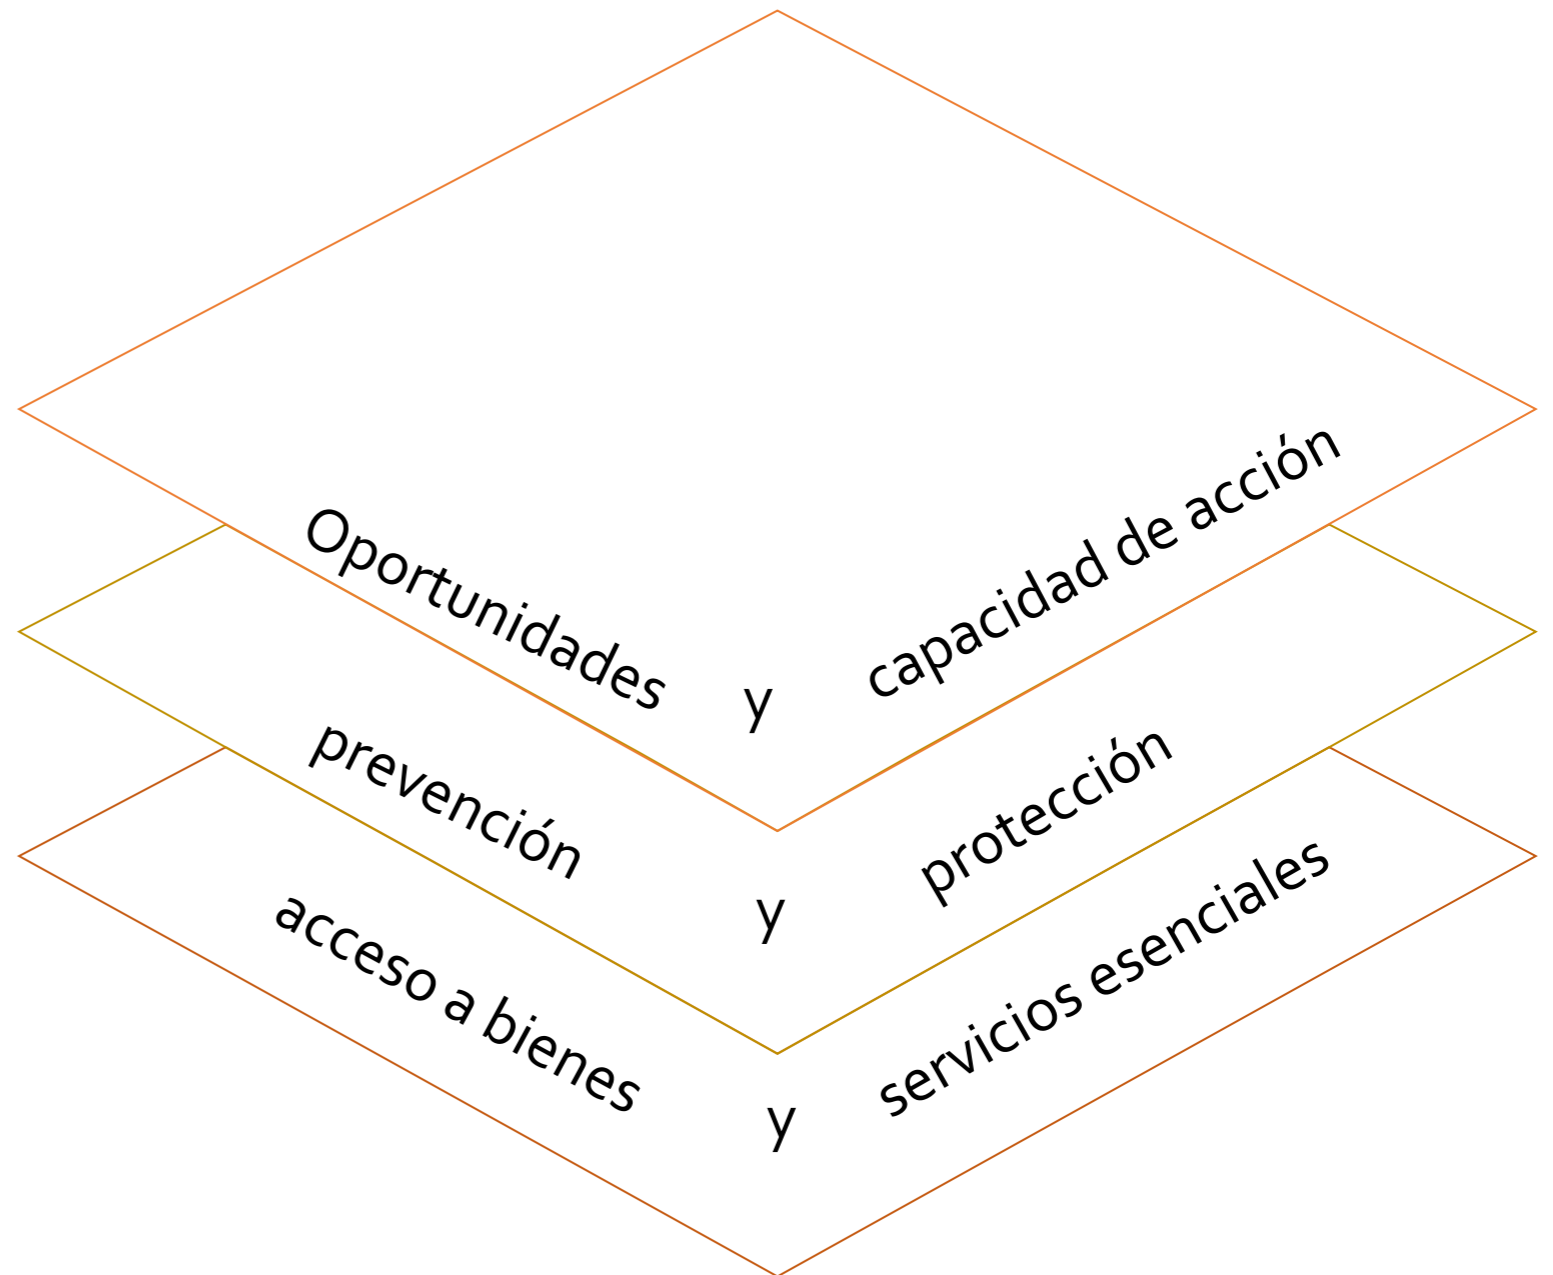 Oportunidades y capacidad de acción
prevención y protección
acceso a bienes y servicios esenciales